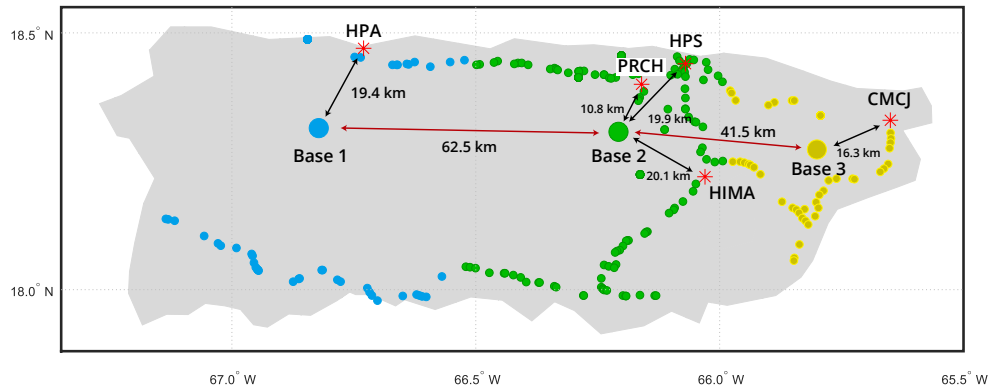 18.5° N
HPA
HPS
PRCH
CMCJ
19.4 km
10.8 km
19.9 km
41.5 km
62.5 km
Base 1
Base 2
16.3 km
Base 3
20.1 km
HIMA
18.0° N
67.0° W
66.5° W
66.0° W
65.5° W